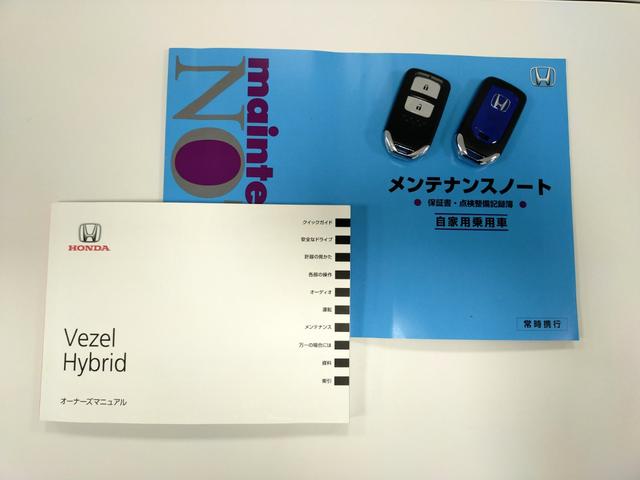 mainte
NO
メンテナンスノート
● 保証書・点検整備記録簿 ●
自家用乗用車
常時携行
HONDA
Vezel
Hybrid
オーナーズマニュアル
クイックガイド
安全なドライブ
計器の見かた
各部の操作
オーディオ
運転
メンテナンス
万一の場合には
資料
索引